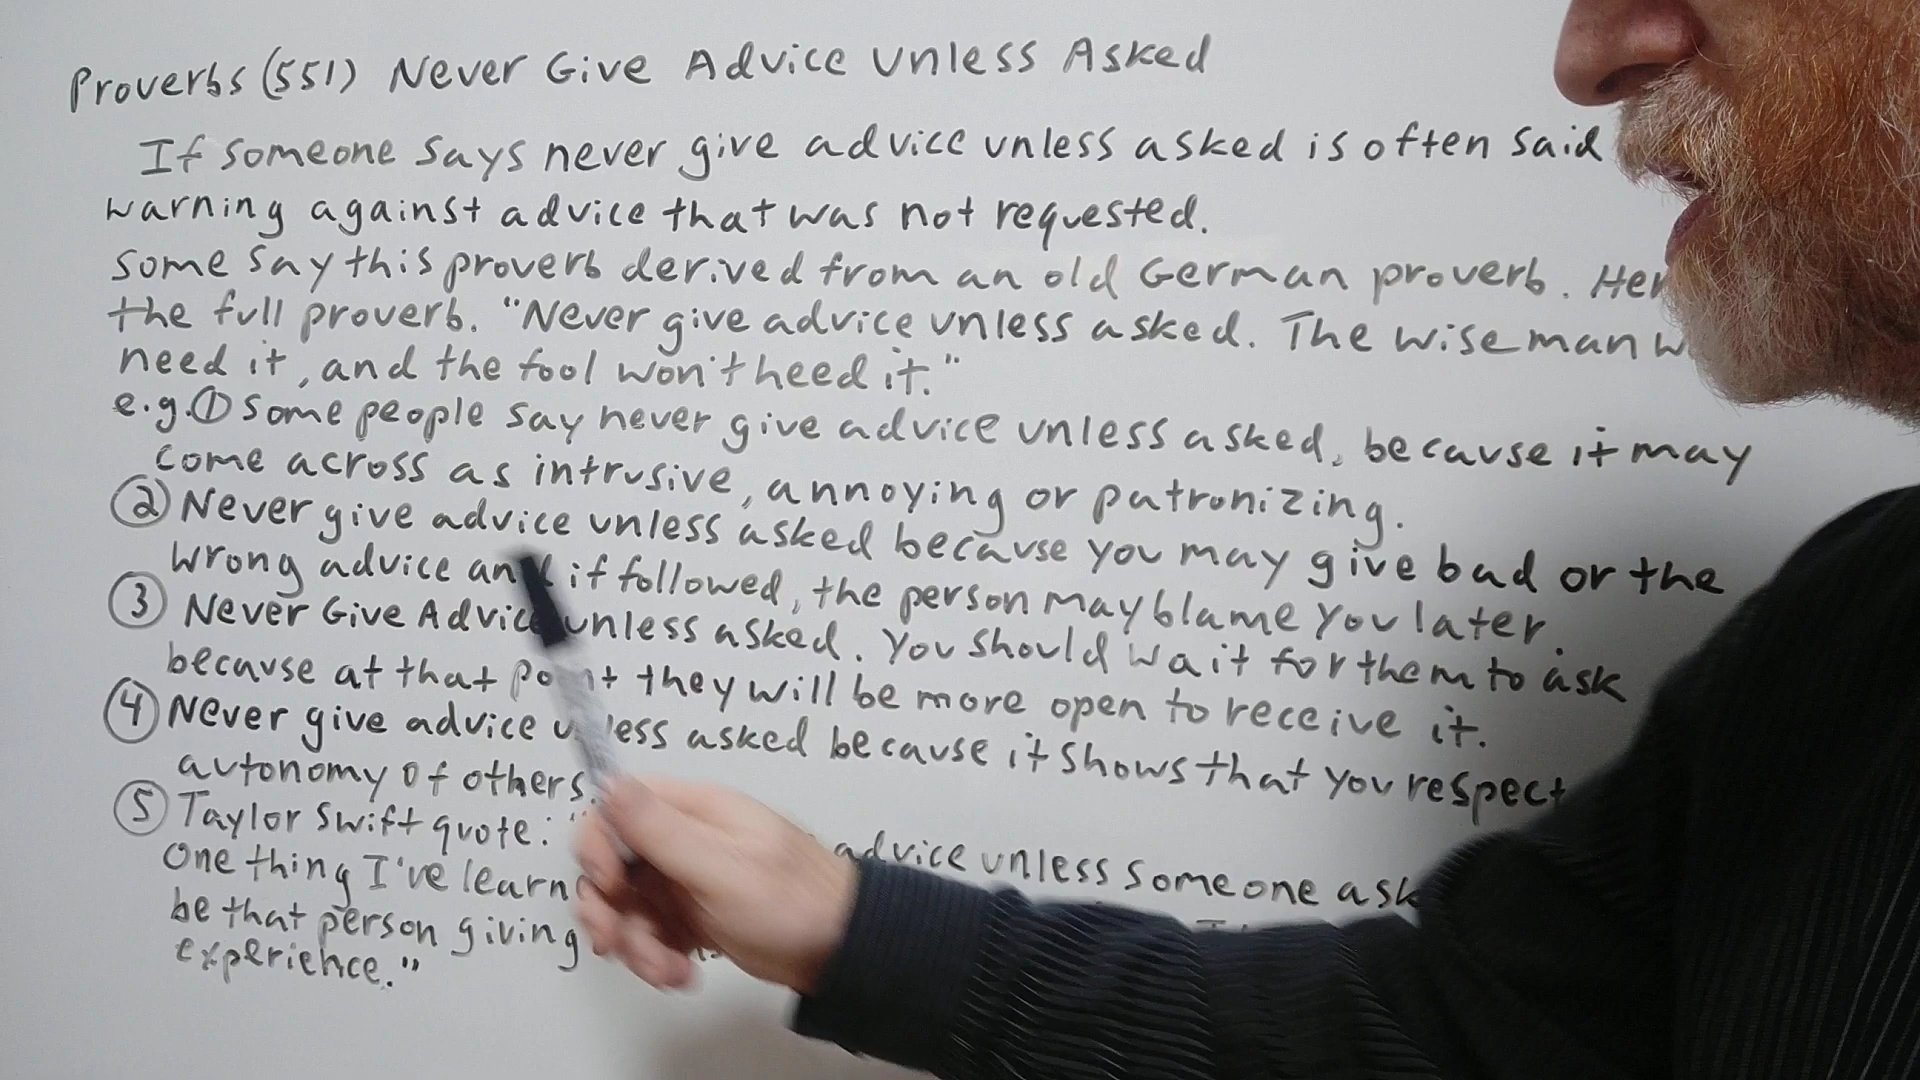 Proverbs (551) Never Give Advice Unless Asked
If someone says never give advice unless asked is often said
warning against advice that was not requested.
Some say this proverb derived from an old German proverb.
the full proverb. "Never give advice unless asked. The wise man
need it, and the fool won't heed it."
e.g. ① Some people say never give advice unless asked, because it may
come across as intrusive, annoying or patronizing.
② Never give advice unless asked because you may give bad or the
wrong advice and if followed, the person may blame you later.
③ Never Give Advice unless asked. You should wait for them to ask
because at that point they will be more open to receive it.
④ Never give advice unless asked because it shows that you respect
autonomy of others.
⑤ Taylor Swift quote: " advice unless someone
One thing I've
be that person giving
experience."